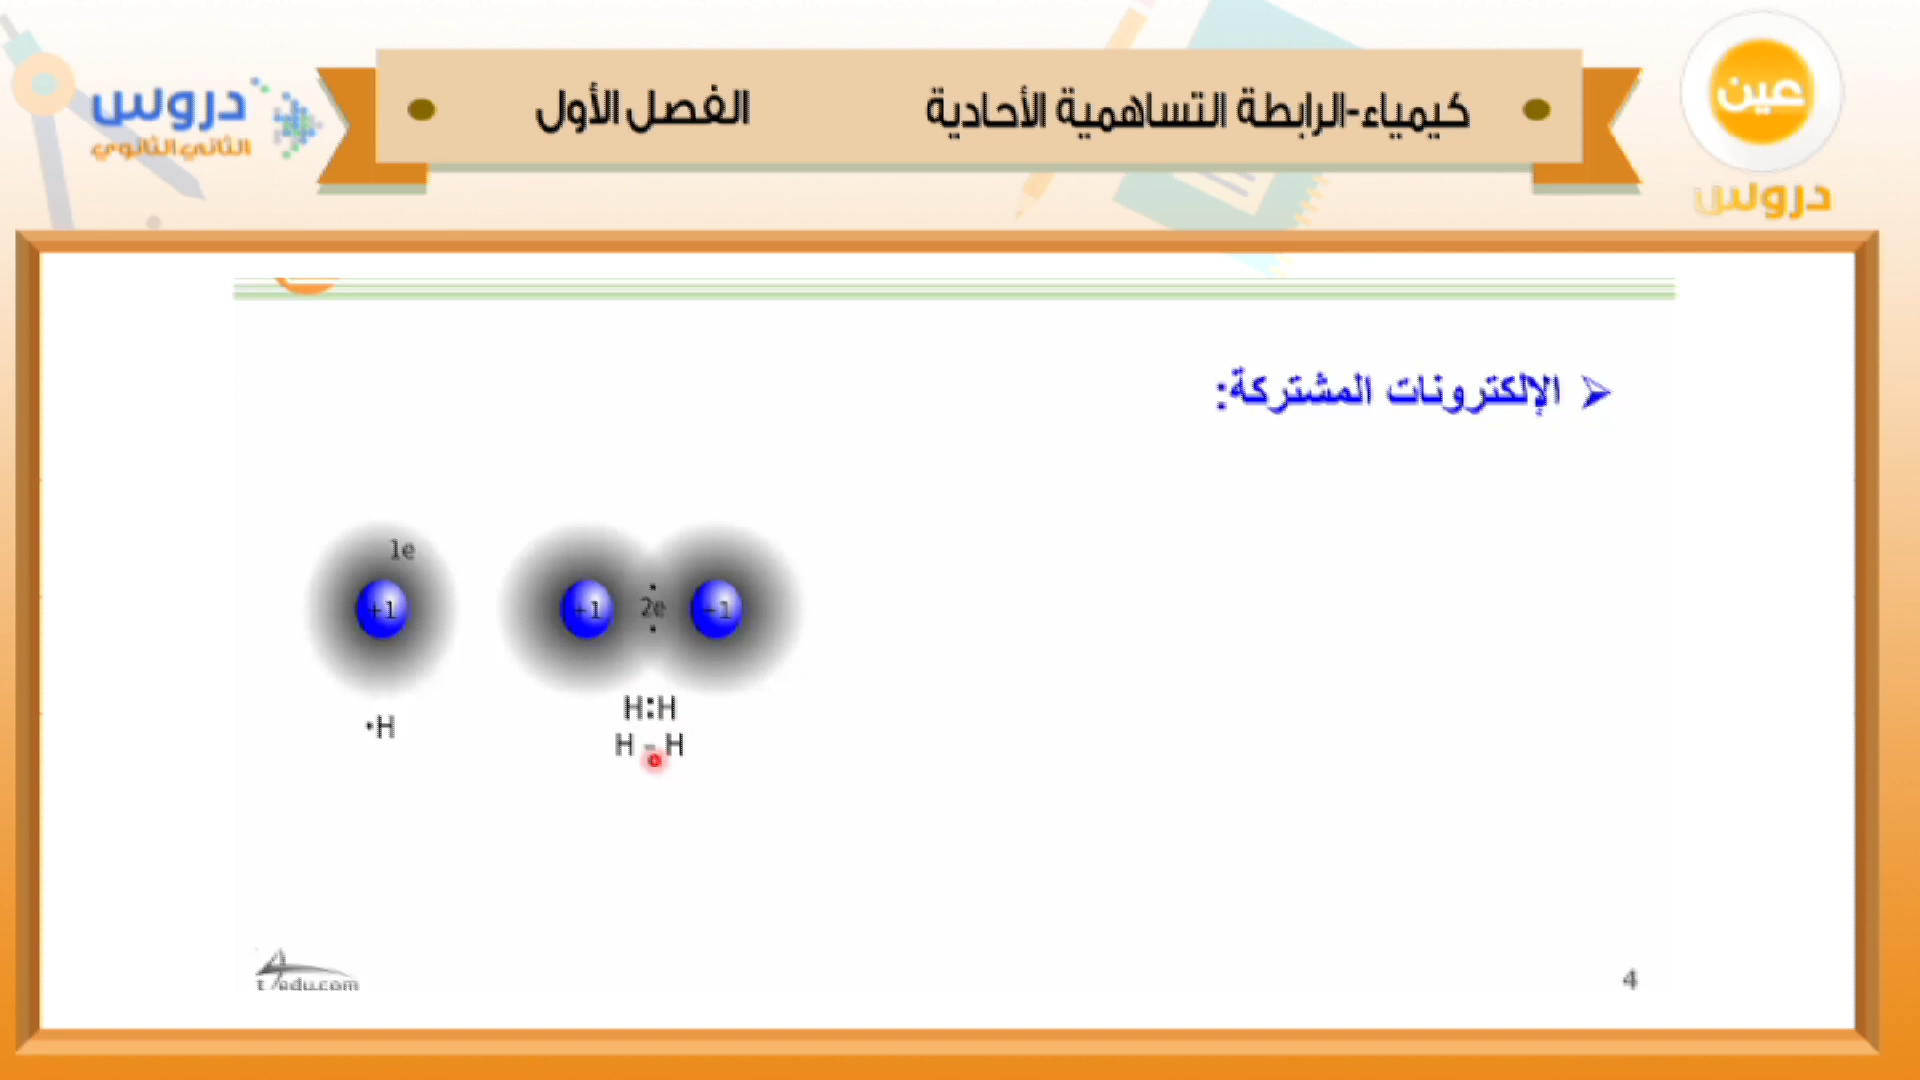 عين
دروس
كيمياء-الرابطة التساهمية الأحادية
الفصل الأول
دروس
الثاني الثانوي
الإلكترونات المشتركة:
1e
+1
+1
2e
+1
·H
H:H
H - H
t4edu.com
4